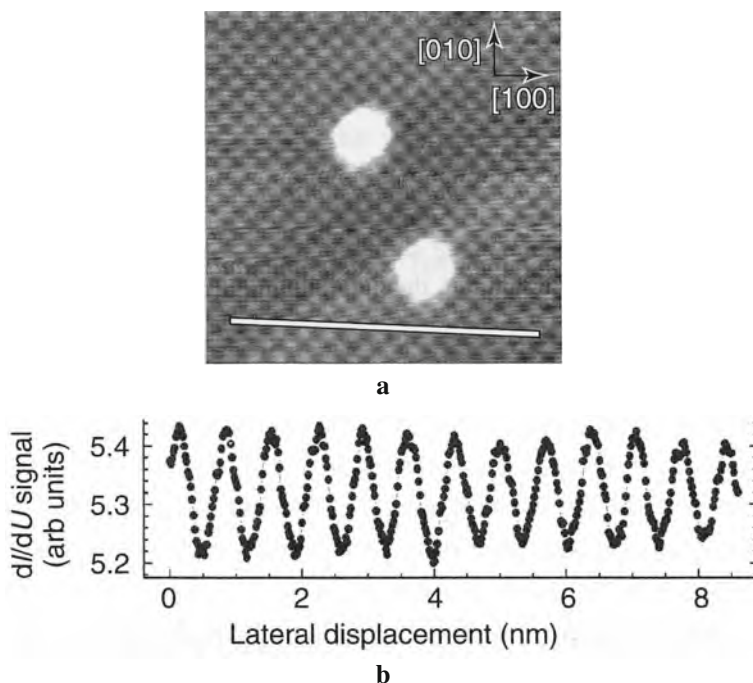 [010]
[100]
a
dI/dU signal
(arb units)
5.4
5.3
5.2
0 2 4 6 8
Lateral displacement (nm)
b